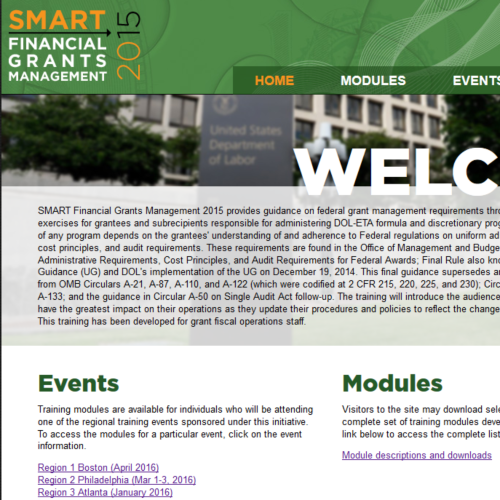 SMART
FINANCIAL
GRANTS
MANAGEMENT
2015
HOME MODULES EVENTS
United States
Department
of Labor
WELC
SMART Financial Grants Management 2015 provides guidance on federal grant management requirements thro
exercises for grantees and subrecipients responsible for administering DOL-ETA formula and discretionary prog
of any program depends on the grantees' understanding of and adherence to Federal regulations on uniform ad
cost principles, and audit requirements. These requirements are found in the Office of Management and Budge
Administrative Requirements, Cost Principles, and Audit Requirements for Federal Awards; Final Rule also know
Guidance (UG) and DOL's implementation of the UG on December 19, 2014. This final guidance supersedes an
from OMB Circulars A-21, A-87, A-110, and A-122 (which were codified at 2 CFR 215, 220, 225, and 230); Circ
A-133; and the guidance in Circular A-50 on Single Audit Act follow-up. The training will introduce the audience
have the greatest impact on their operations as they update their procedures and policies to reflect the change
This training has been developed for grant fiscal operations staff.
Events
Training modules are available for individuals who will be attending
one of the regional training events sponsored under this initiative.
To access the modules for a particular event, click on the event
information.
Region 1 Boston (April 2016)
Region 2 Philadelphia (Mar 1-3, 2016)
Region 3 Atlanta (January 2016)
Modules
Visitors to the site may download sele
complete set of training modules deve
link below to access the complete list
Module descriptions and downloads